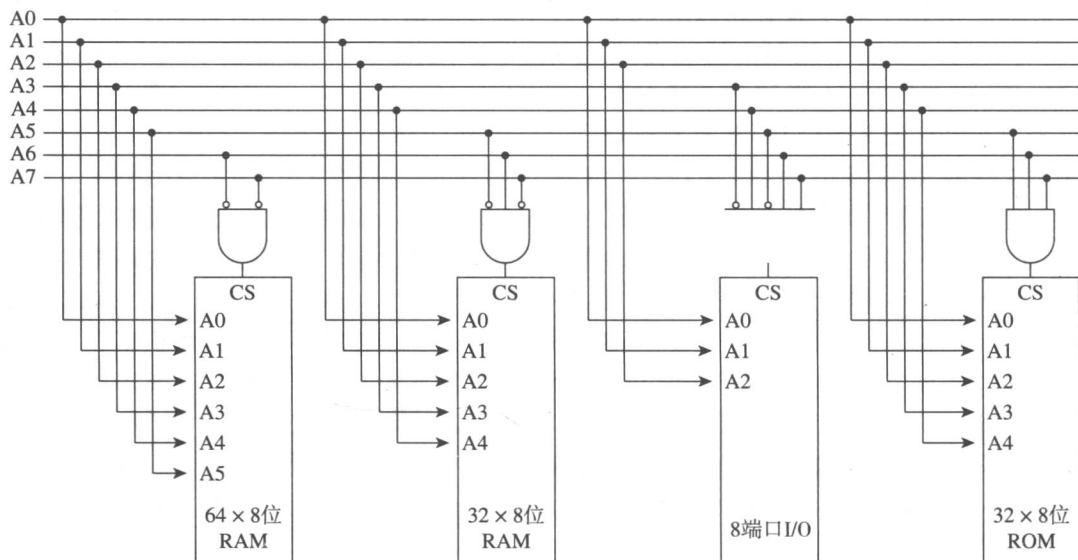 A0
A1
A2
A3
A4
A5
A6
A7
CS
A0
A1
A2
A3
A4
A5
64 × 8位
RAM
CS
A0
A1
A2
A3
A4
32 × 8位
RAM
CS
A0
A1
A2
8端口I/O
CS
A0
A1
A2
A3
A4
32 × 8位
ROM